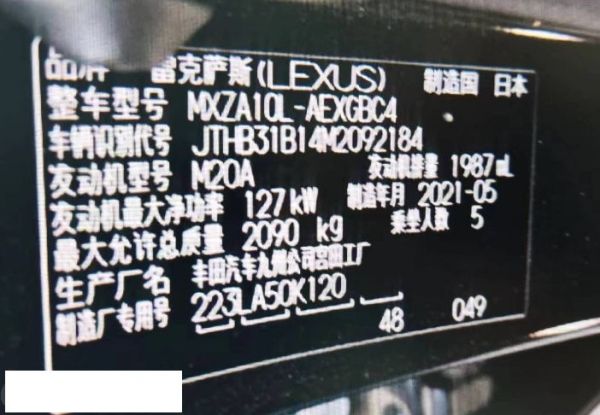 品牌 雷克萨斯(LEXUS) 制造国 日本
整车型号 MXZA10L-AEXGBC4
车辆识别代号 JTHB31B14M2092184
发动机型号 M20A 发动机排量 1987mL
发动机最大净功率 127kW 制造年月 2021-05
最大允许总质量 2090 kg 乘坐人数 5
生产厂名 丰田汽车九州公司宫田工厂
制造厂专用号 223LA50K120
48 049